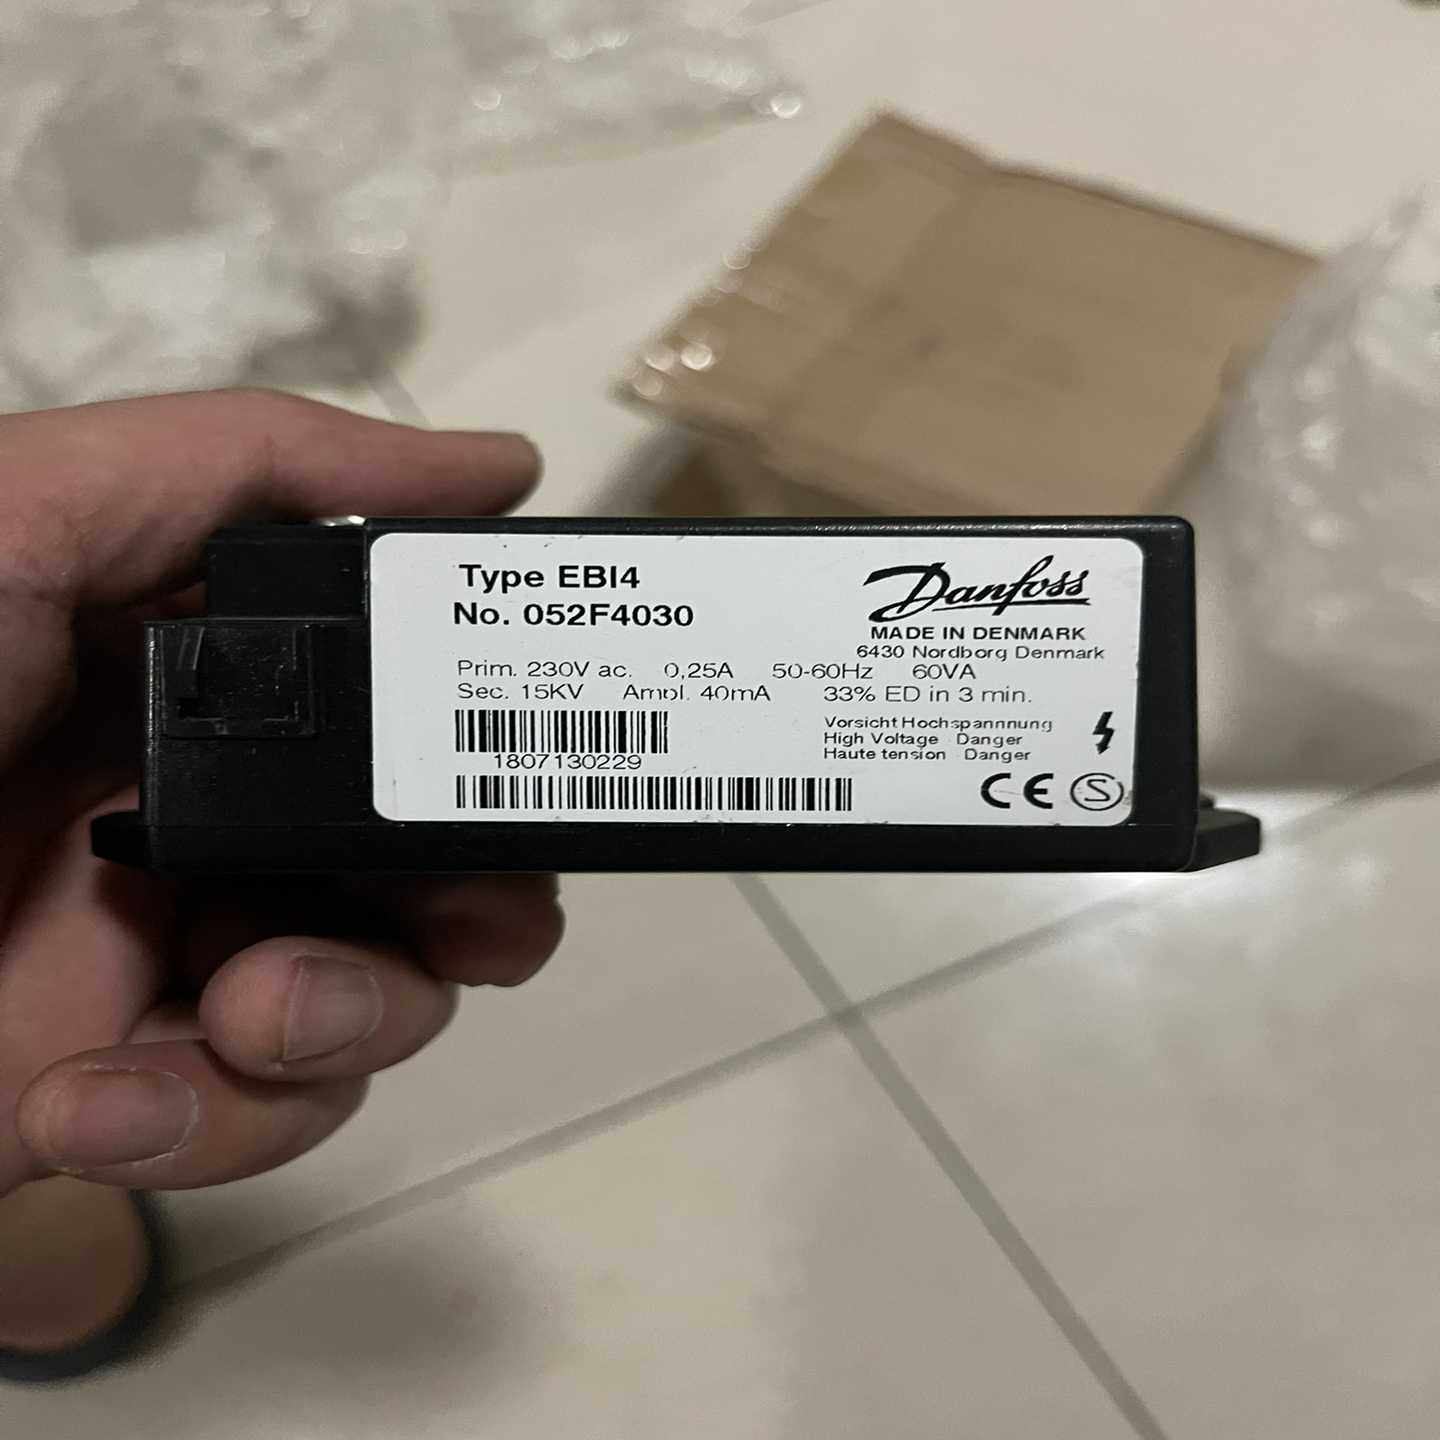 Type EBI4
No. 052F4030
Danfoss
MADE IN DENMARK
6430 Nordborg Denmark
Prim. 230V ac. 0,25A 50-60Hz 60VA
Sec. 15KV Ampl. 40mA 33% ED in 3 min.
Vorsicht Hochspannnung
High Voltage Danger
Haute tension Danger
1807130229
CE S